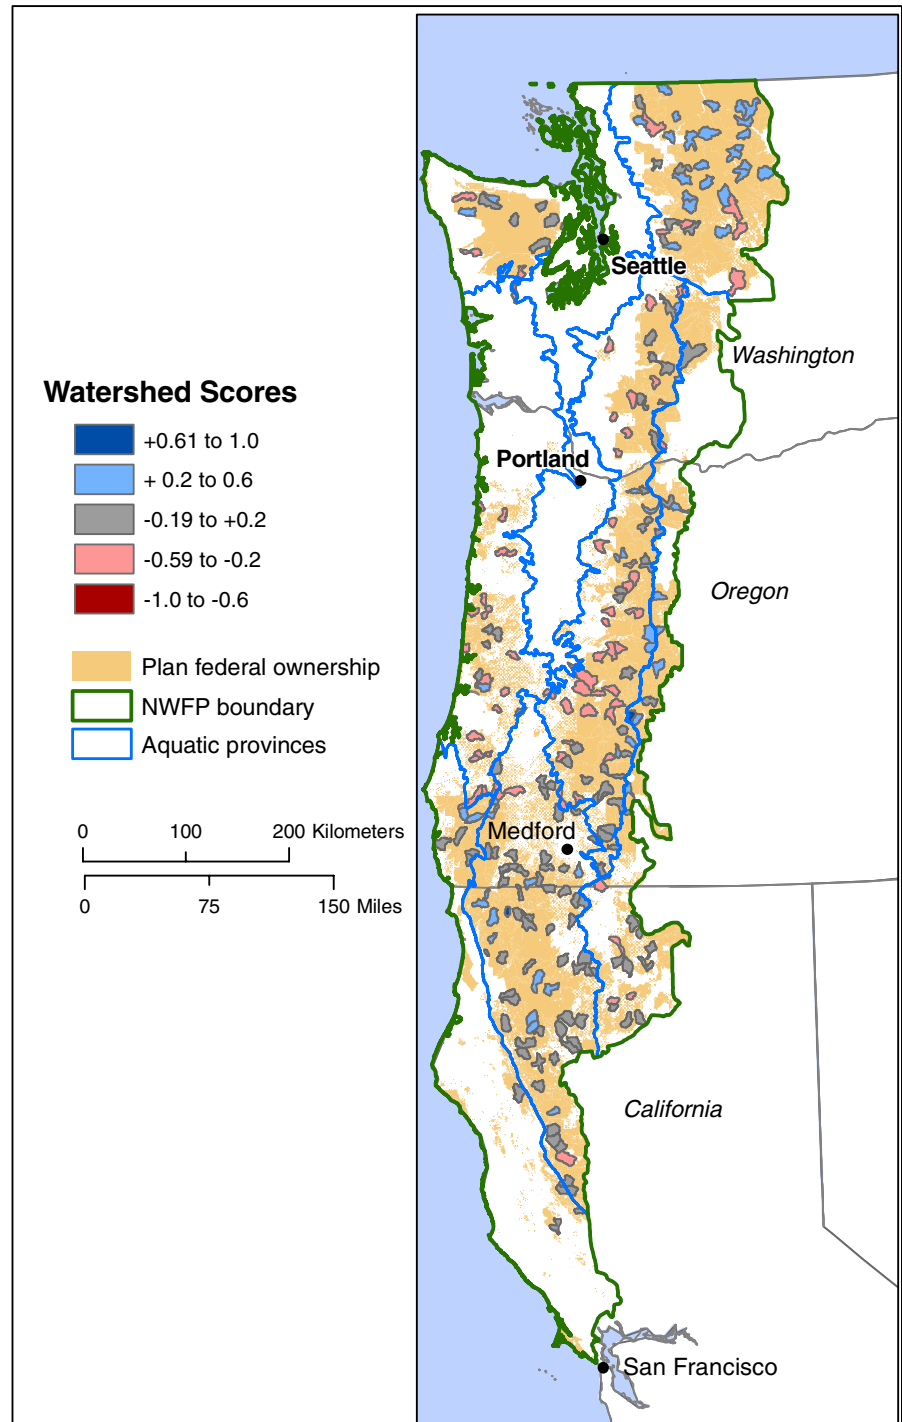 Seattle
Washington
Watershed Scores
+0.61 to 1.0
+ 0.2 to 0.6
-0.19 to +0.2
-0.59 to -0.2
-1.0 to -0.6
Portland
Oregon
Plan federal ownership
NWFP boundary
Aquatic provinces
0 100 200 Kilometers
0 75 150 Miles
Medford
California
San Francisco